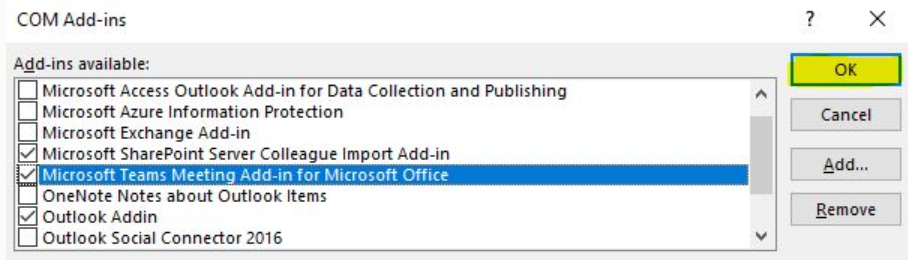 COM Add-ins ? ×
Add-ins available:
Microsoft Access Outlook Add-in for Data Collection and Publishing
Microsoft Azure Information Protection
Microsoft Exchange Add-in
Microsoft SharePoint Server Colleague Import Add-in
Microsoft Teams Meeting Add-in for Microsoft Office
OneNote Notes about Outlook Items
Outlook Addin
Outlook Social Connector 2016
OK
Cancel
Add...
Remove